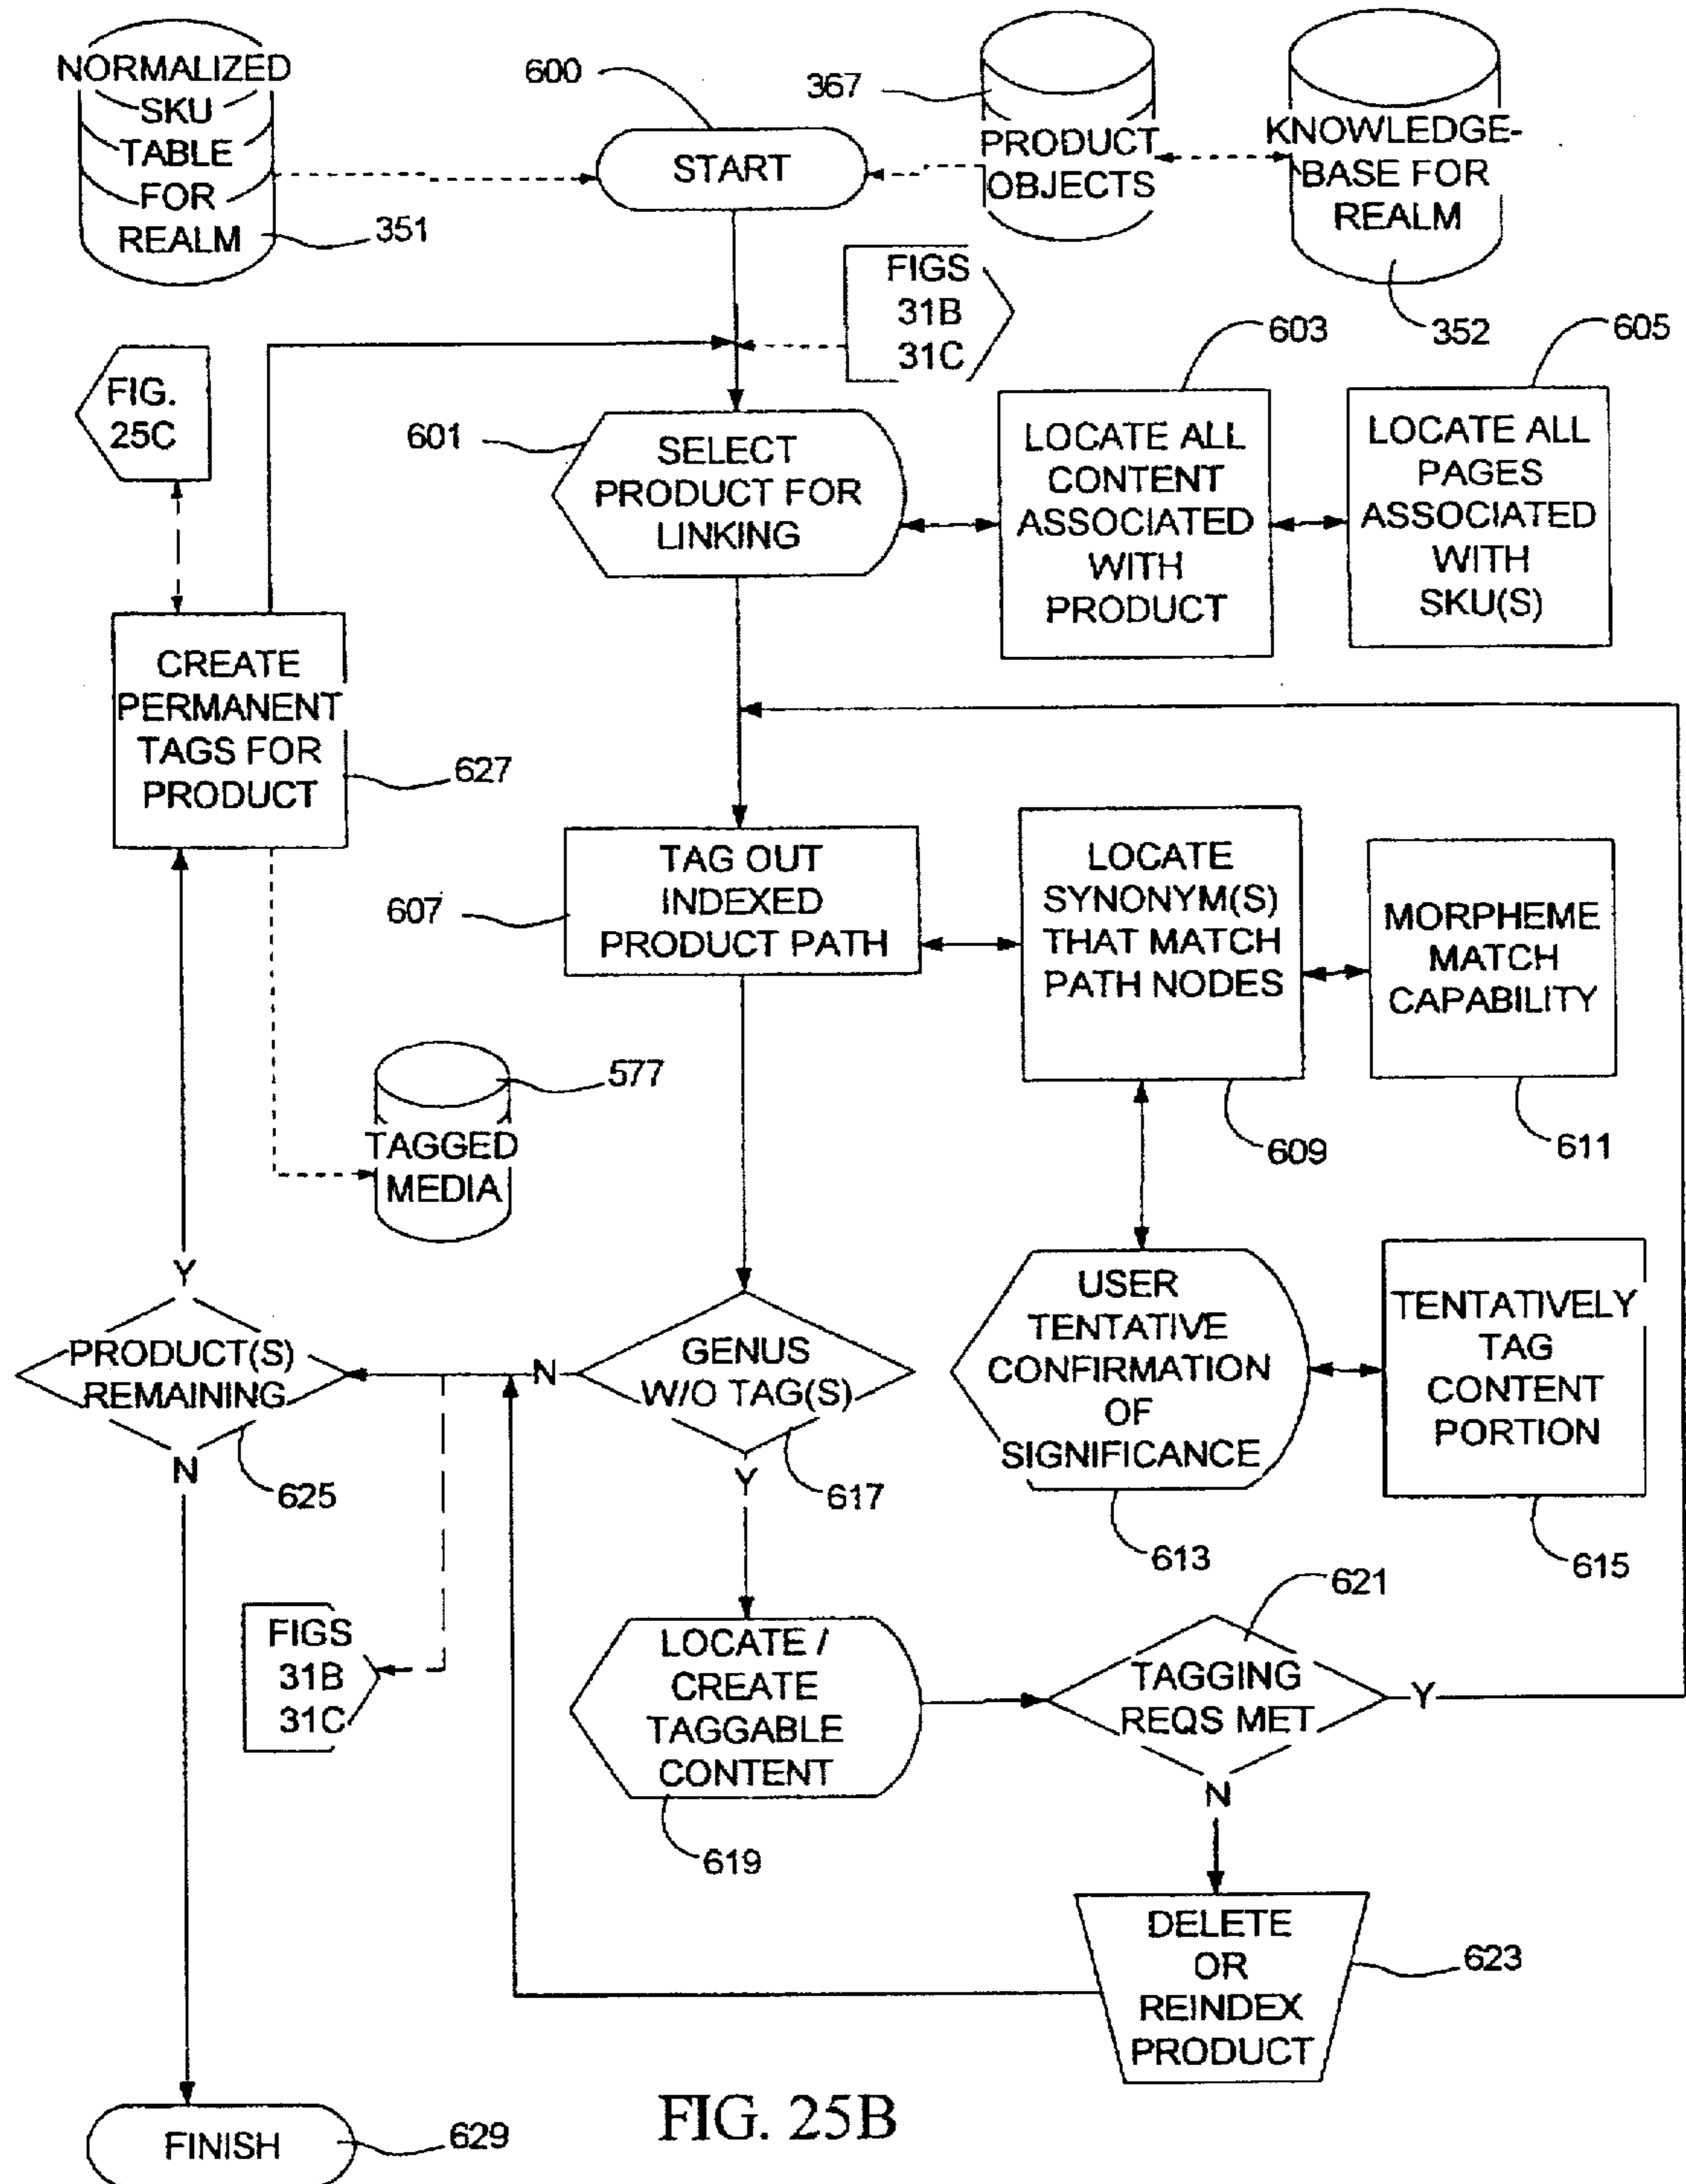 NORMALIZED
SKU
TABLE
FOR
REALM
351
600
START
367
PRODUCT
OBJECTS
KNOWLEDGE-
BASE FOR
REALM
352
FIGS
31B
31C
FIG.
25C
601
SELECT
PRODUCT FOR
LINKING
603
LOCATE ALL
CONTENT
ASSOCIATED
WITH
PRODUCT
605
LOCATE ALL
PAGES
ASSOCIATED
WITH
SKU(S)
CREATE
PERMANENT
TAGS FOR
PRODUCT
627
607
TAG OUT
INDEXED
PRODUCT PATH
LOCATE
SYNONYM(S)
THAT MATCH
PATH NODES
609
MORPHEME
MATCH
CAPABILITY
611
577
TAGGED
MEDIA
Y
PRODUCT(S)
REMAINING
N
625
N
GENUS
W/O TAG(S)
Y
617
USER
TENTATIVE
CONFIRMATION
OF
SIGNIFICANCE
613
TENTATIVELY
TAG
CONTENT
PORTION
615
FIGS
31B
31C
LOCATE /
CREATE
TAGGABLE
CONTENT
619
621
TAGGING
REQS MET
Y
N
DELETE
OR
REINDEX
PRODUCT
623
FINISH
629
FIG. 25B